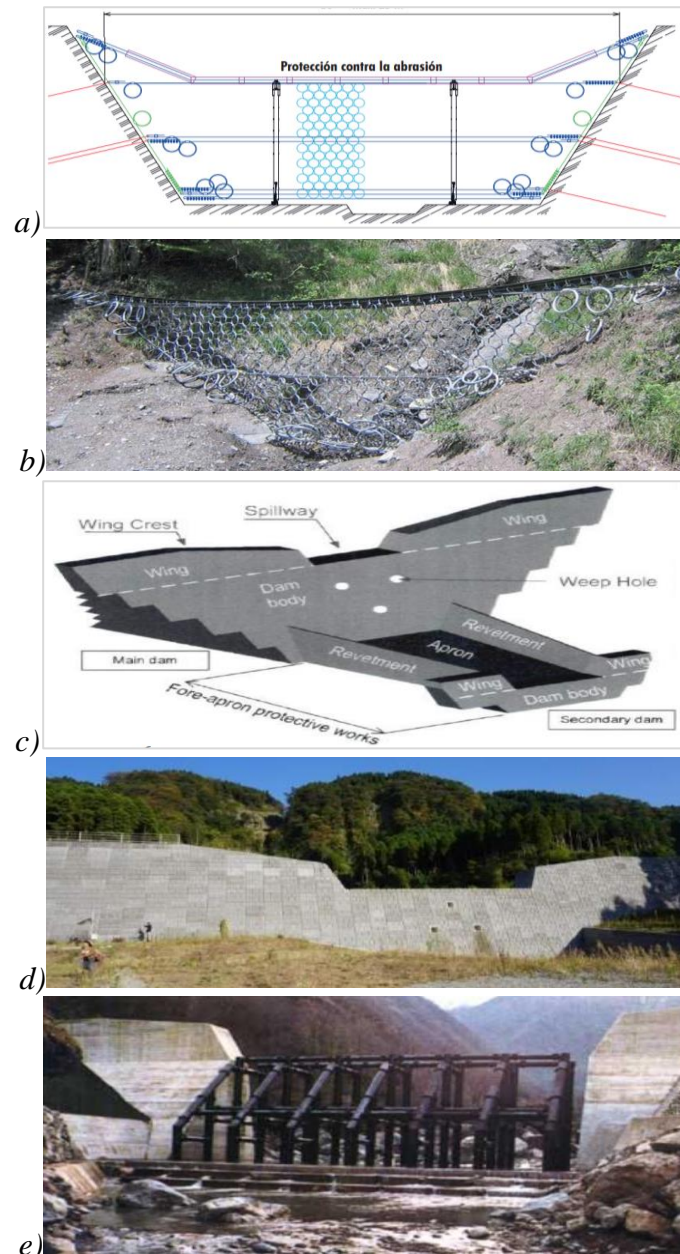 Protección contra la abrasión
a)
b)
Wing Crest
Spillway
Wing
Wing
Weep Hole
Dam
body
Revetment
Apron
Main dam
Revetment
Wing
Wing
Dam body
Fore-apron protective works
Secondary dam
c)
d)
e)